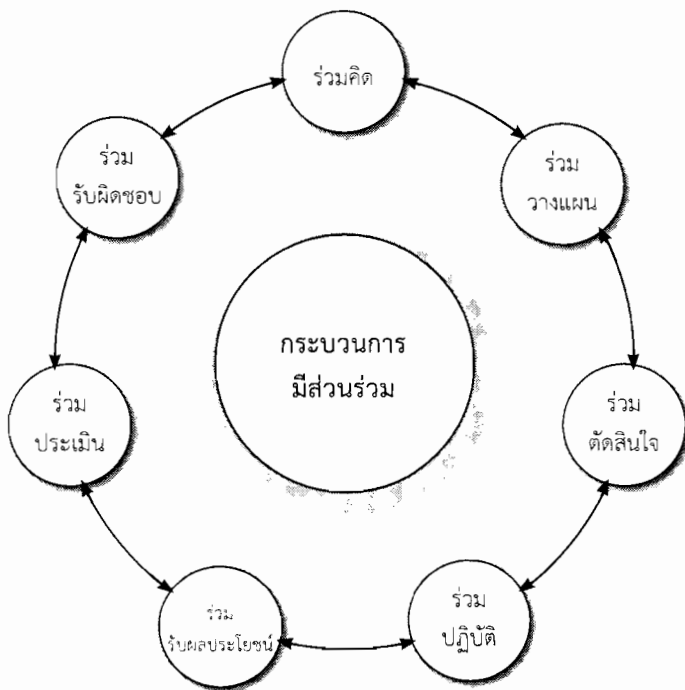 ร่วมคิด
ร่วม
วางแผน
ร่วม
ตัดสินใจ
ร่วม
ปฏิบัติ
ร่วม
รับผลประโยชน์
ร่วม
ประเมิน
ร่วม
รับผิดชอบ
กระบวนการ
มีส่วนร่วม